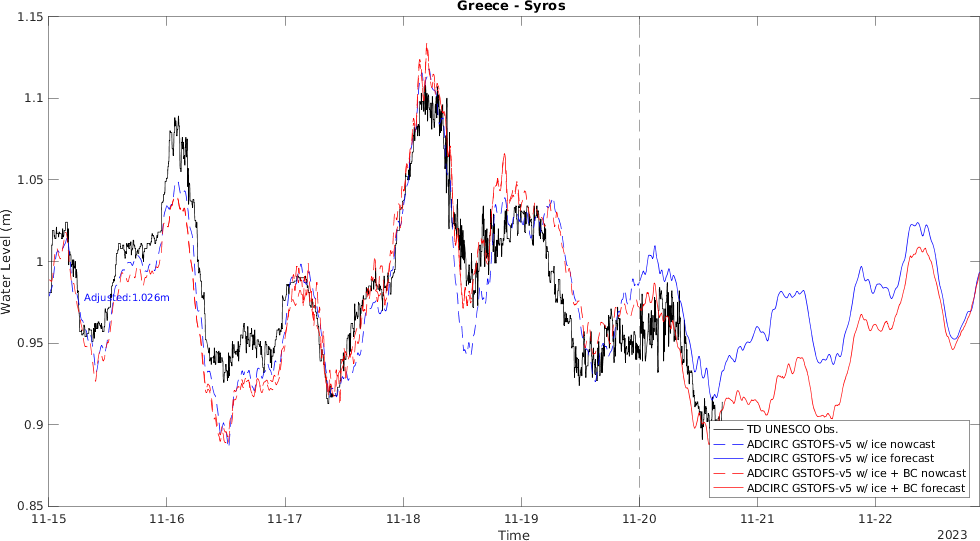 Greece - Syros
Water Level (m)
1.15
1.1
1.05
1
0.95
0.9
0.85
Adjusted:1.026m
TD UNESCO Obs.
ADCIRC GSTOFS-v5 w/ ice nowcast
ADCIRC GSTOFS-v5 w/ ice forecast
ADCIRC GSTOFS-v5 w/ ice + BC nowcast
ADCIRC GSTOFS-v5 w/ ice + BC forecast
11-15 11-16 11-17 11-18 11-19 11-20 11-21 11-22
Time
2023